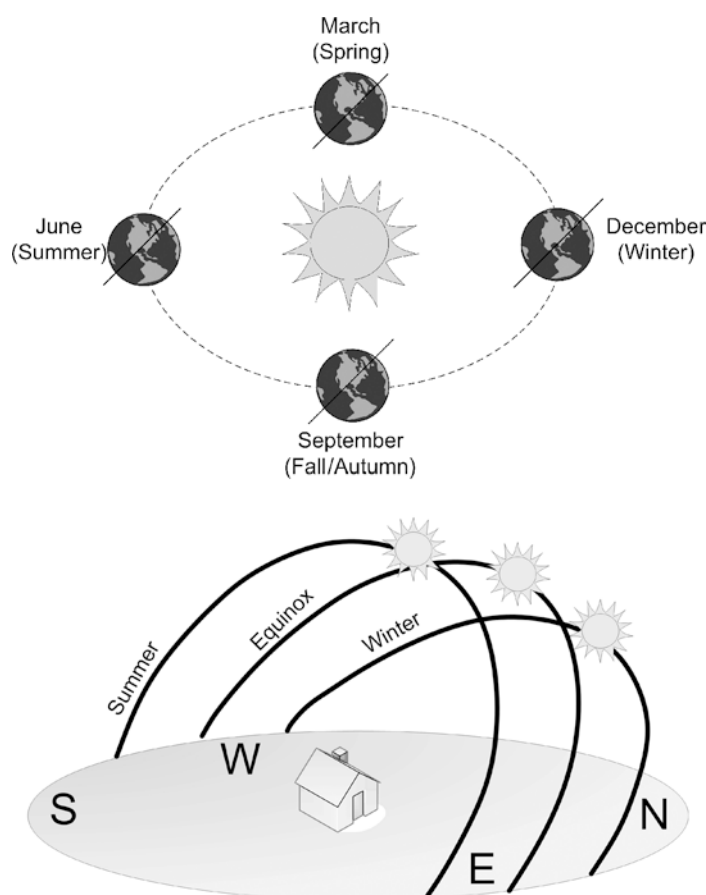 March
(Spring)
June
(Summer)
December
(Winter)
September
(Fall/Autumn)
Summer
Equinox
Winter
S
W
E
N